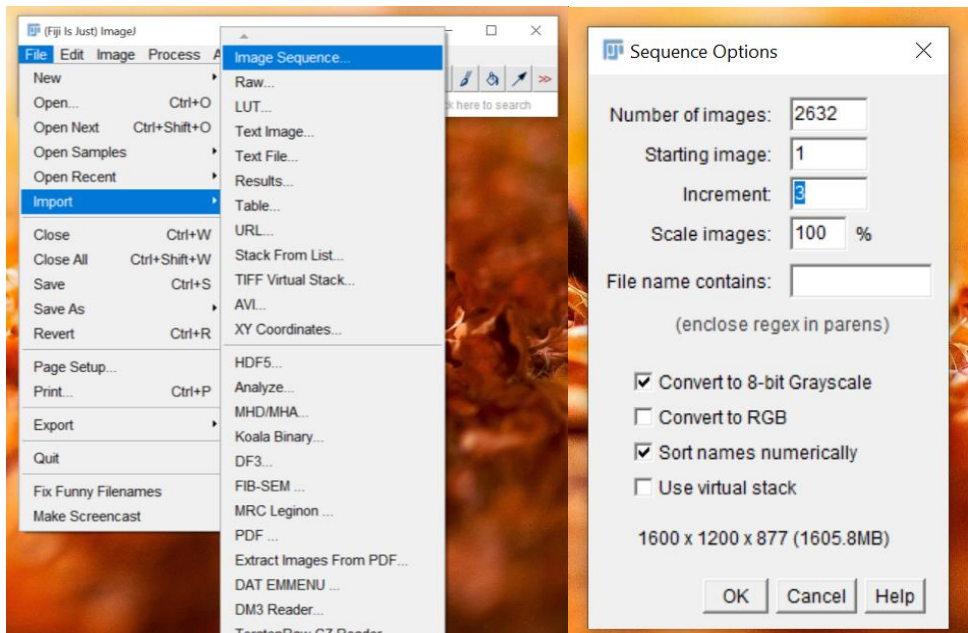 (Fiji Is Just) ImageJ
File Edit Image Process A
New
Open... Ctrl+O
Open Next Ctrl+Shift+O
Open Samples
Open Recent
Import
Close Ctrl+W
Close All Ctrl+Shift+W
Save Ctrl+S
Save As
Revert Ctrl+R
Page Setup...
Print... Ctrl+P
Export
Quit
Fix Funny Filenames
Make Screencast
Image Sequence...
Raw...
LUT...
Text Image...
Text File...
Results...
Table...
URL...
Stack From List...
TIFF Virtual Stack...
AVI...
XY Coordinates...
HDF5...
Analyze...
MHD/MHA...
Koala Binary...
DF3...
FIB-SEM ...
MRC Leginon ...
PDF ...
Extract Images From PDF...
DAT EMMENU ...
DM3 Reader...
>>
here to search
Sequence Options
Number of images: 2632
Starting image: 1
Increment: 3
Scale images: 100 %
File name contains:
(enclose regex in parens)
Convert to 8-bit Grayscale
Convert to RGB
Sort names numerically
Use virtual stack
1600 x 1200 x 877 (1605.8MB)
OK Cancel Help